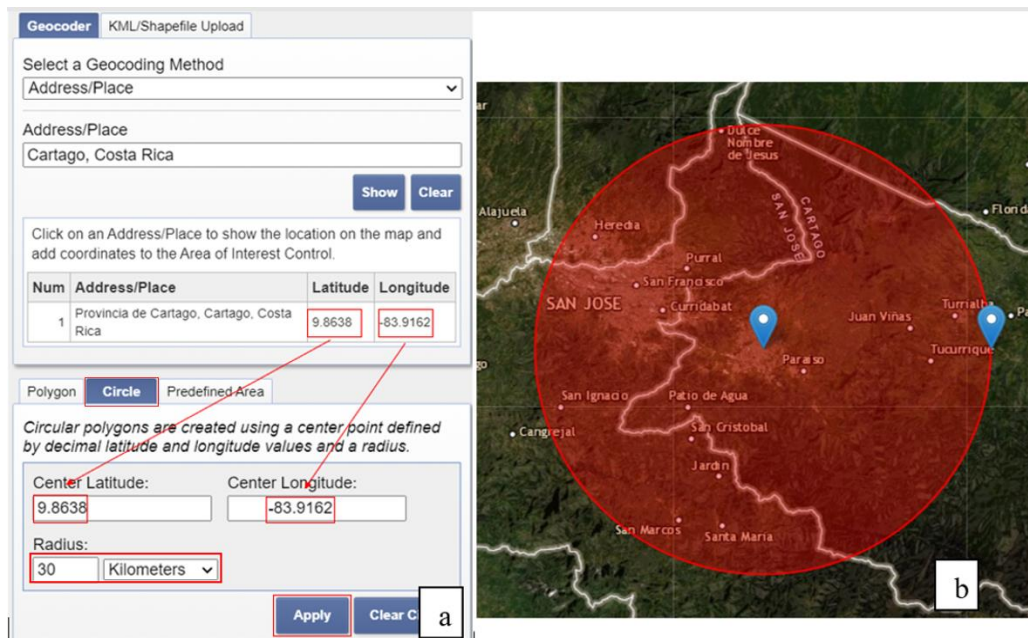 Geocoder KML/Shapefile Upload
Select a Geocoding Method
Address/Place
Address/Place
Cartago, Costa Rica
Show Clear
Click on an Address/Place to show the location on the map and
add coordinates to the Area of Interest Control.
Num Address/Place Latitude Longitude
1 Provincia de Cartago, Cartago, Costa
Rica 9.8638 -83.9162
Polygon Circle Predefined Area
Circular polygons are created using a center point defined
by decimal latitude and longitude values and a radius.
Center Latitude: Center Longitude:
9.8638 -83.9162
Radius:
30 Kilometers
Apply Clear
a
Dulce
Nombre
de Jesus
Alajuela
Heredia
CARTAGO
SAN JOSE
Florid
Purral
San Francisco
SAN JOSE
Curridabat
Turrialba
Juan Viñas
Tucurrique
Paraiso
San Ignacio
Patio de Agua
Cangrejal
San Cristobal
Jardin
San Marcos
Santa Maria
b